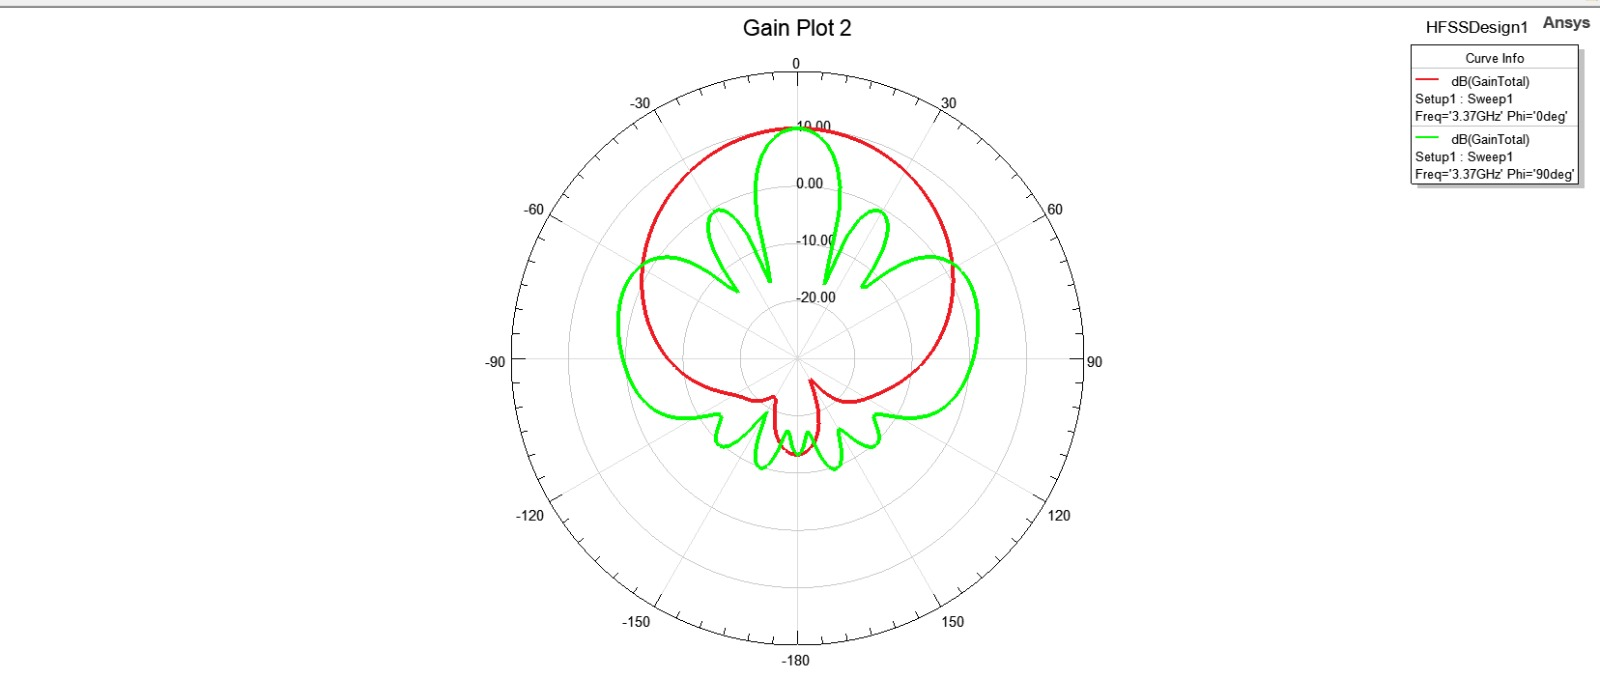 Gain Plot 2
HFSSDesign1
Ansys
Curve Info
dB(GainTotal)
Setup1 : Sweep1
Freq='3.37GHz' Phi='0deg'
dB(GainTotal)
Setup1 : Sweep1
Freq='3.37GHz' Phi='90deg'
0
-30
30
10.00
-60
0.00
60
-10.00
-20.00
-90
90
-120
120
-150
150
-180